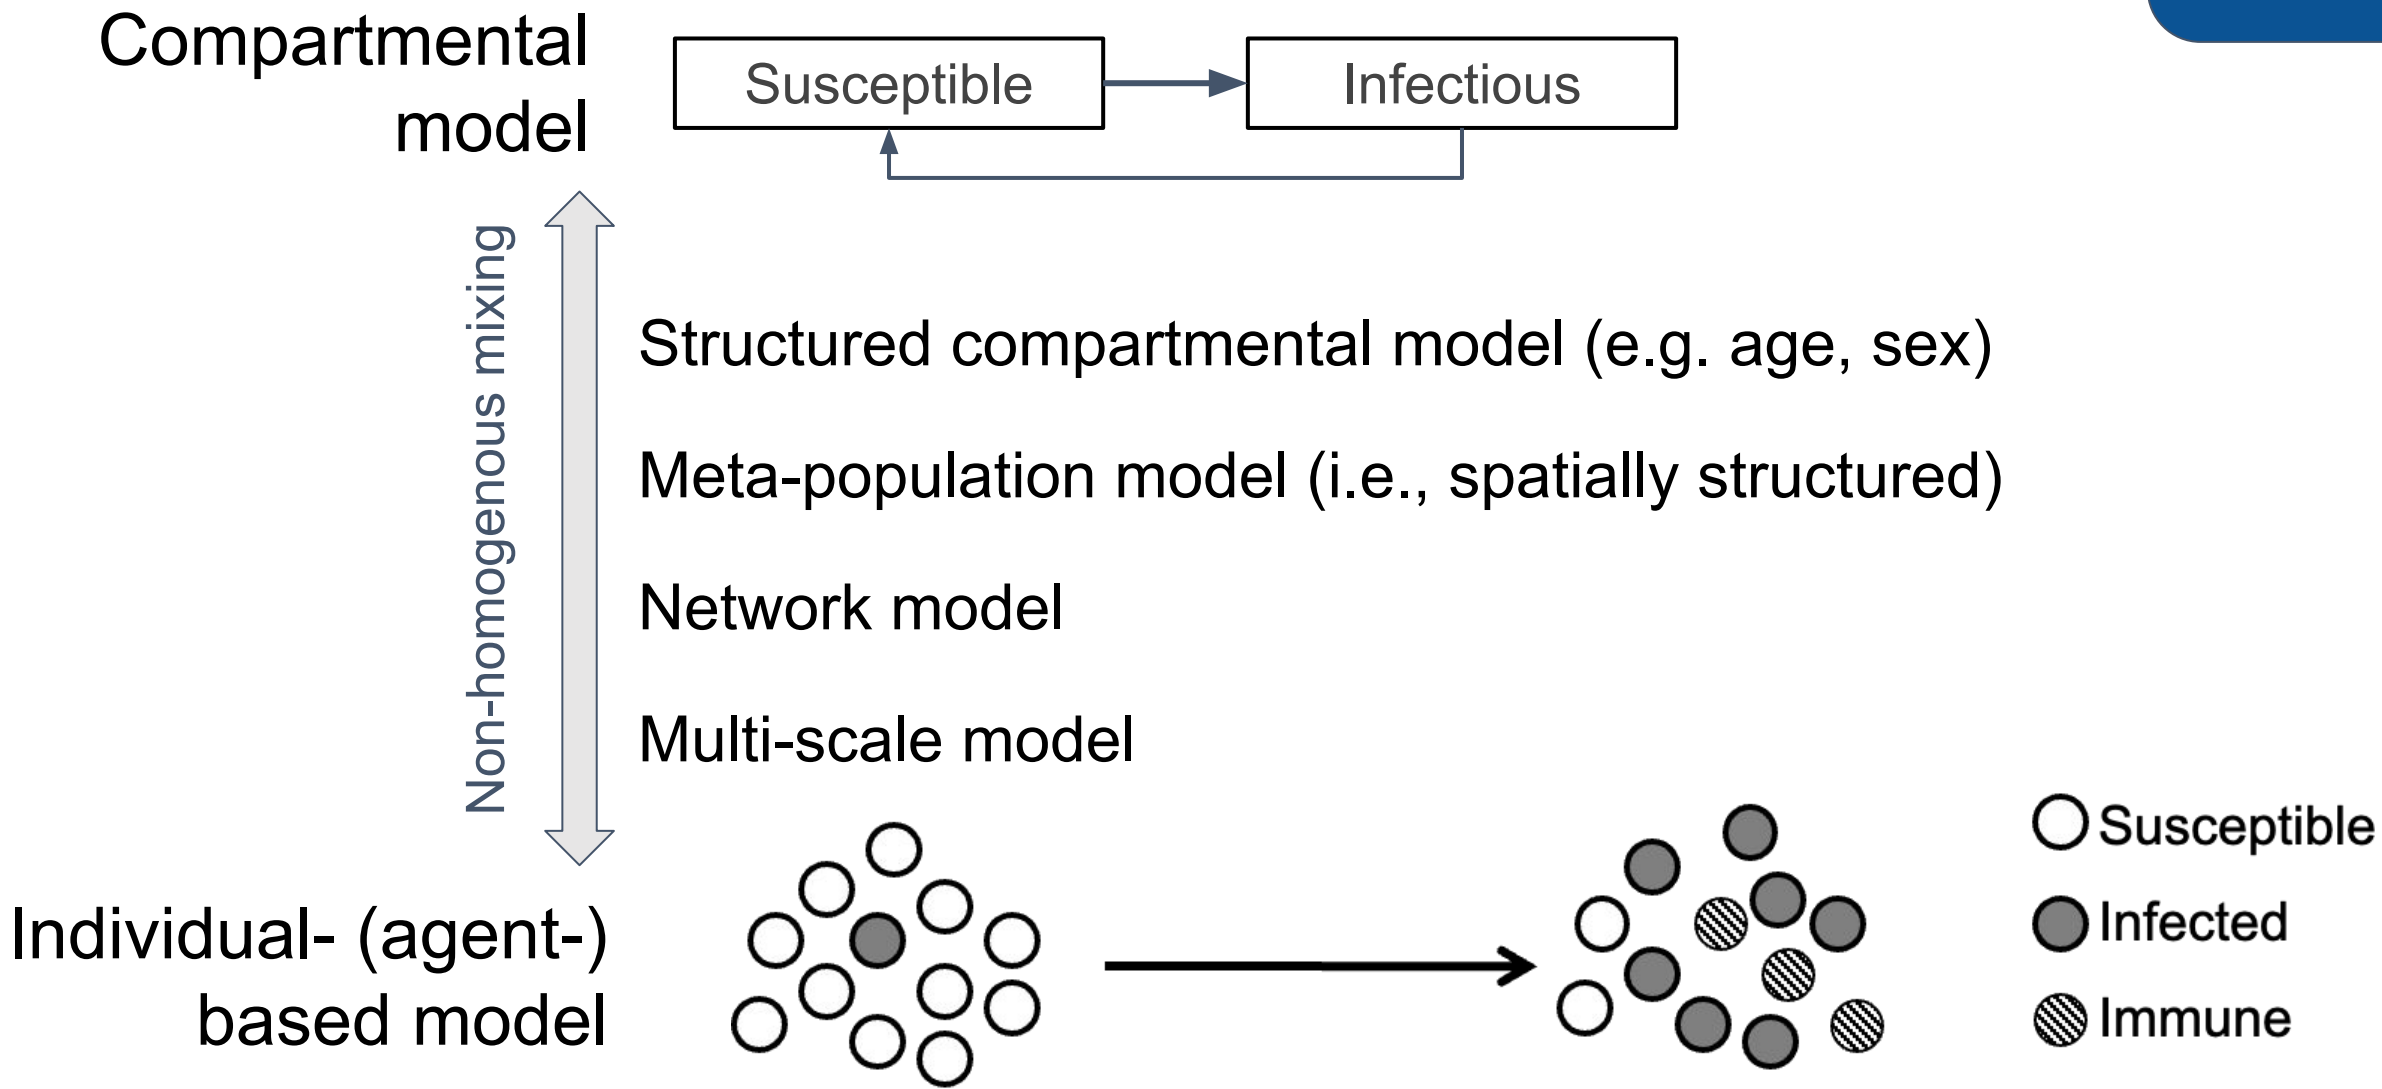 Compartmental
model
Susceptible
Infectious
Non-homogenous mixing
Structured compartmental model (e.g. age, sex)
Meta-population model (i.e., spatially structured)
Network model
Multi-scale model
Individual- (agent-)
based model
Susceptible
Infected
Immune